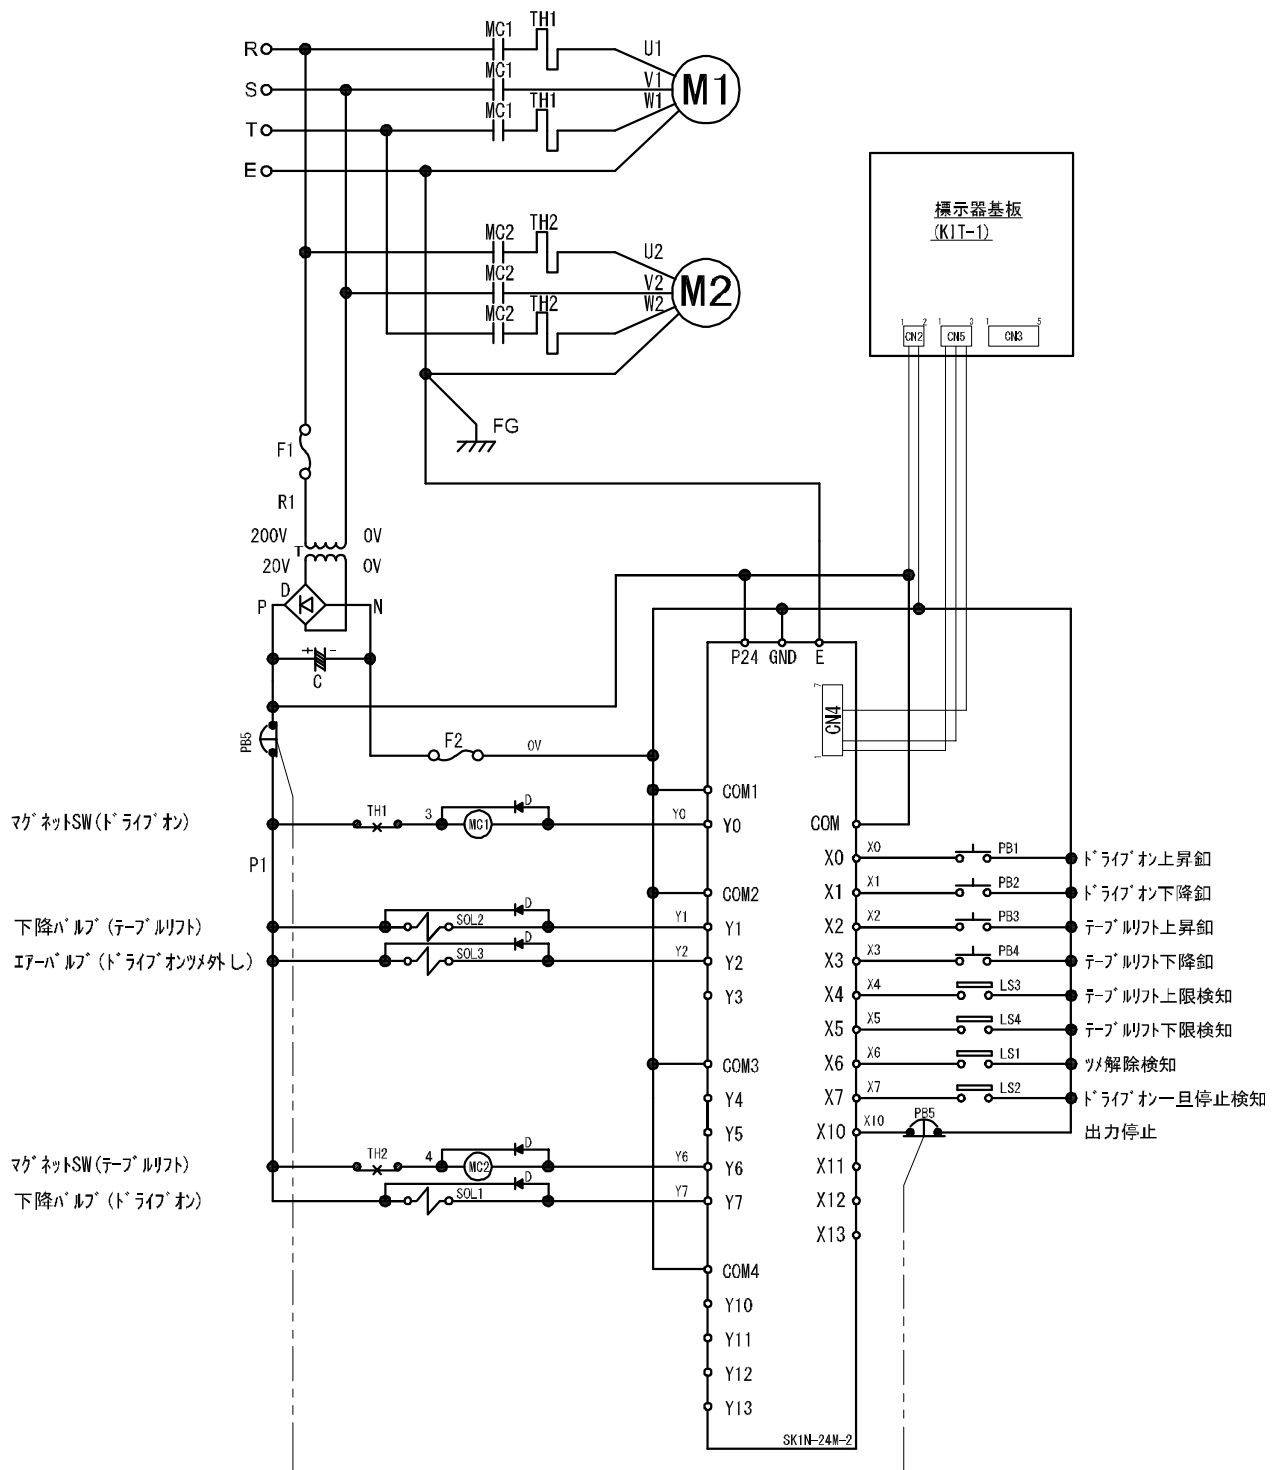 R
MC1
TH1
U1
S
MC1
V1
M1
T
MC1
TH1
W1
E
標示器基板
(KIT-1)
MC2
TH2
U2
MC2
V2
M2
MC2
TH2
W2
1 2 1 3 1 5
CN2 CN5 CN3
FG
F1
R1
200V 0V
T
20V 0V
D
P N
+ -
C
P24 GND E
7
CN4
1
PB5
F2 0V
COM1
マグネットSW(ドライブオン) TH1 3 MC1 D Y0 Y0
COM
P1
X0 X0 PB1 ドライブオン上昇釦
COM2
X1 X1 PB2 ドライブオン下降釦
下降バルブ(テーブルリフト) SOL2 D Y1 Y1
X2 X2 PB3 テーブルリフト上昇釦
エアーバルブ(ドライブオンツメタトし) SOL3 D Y2 Y2
X3 X3 PB4 テーブルリフト下降釦
Y3
X4 X4 LS3 テーブルリフト上限検知
X5 X5 LS4 テーブルリフト下限検知
COM3
X6 X6 LS1 ツメ解除検知
Y4
X7 X7 LS2 ドライブオン一旦停止検知
Y5
X10 X10 PB5 出力停止
マグネットSW(テーブルリフト) TH2 4 MC2 D Y6 Y6
X11
下降バルブ(ドライブオン) SOL1 D Y7 Y7
X12
X13
COM4
Y10
Y11
Y12
Y13
SK1N-24M-2